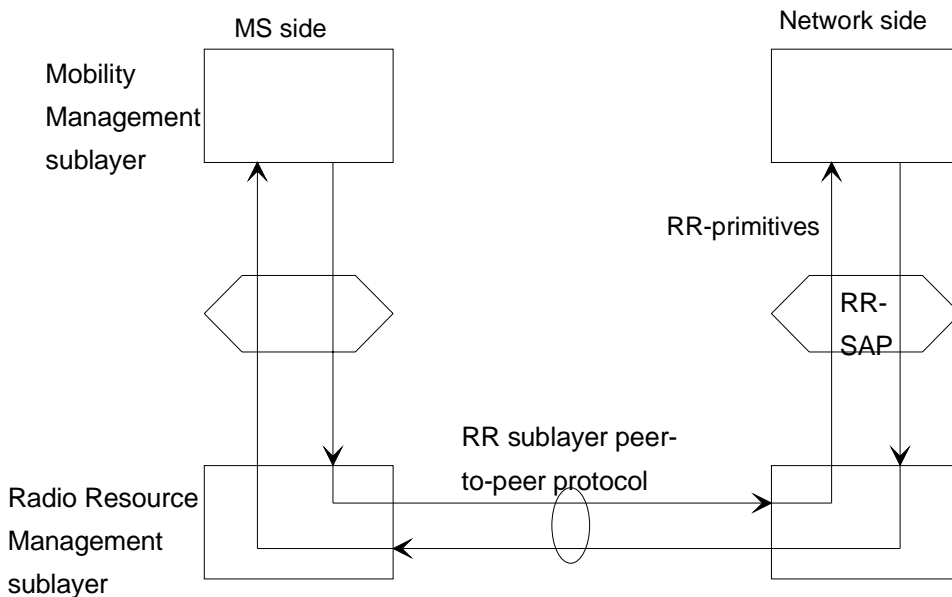 MS side
Network side
Mobility
Management
sublayer
RR-primitives
RR-
SAP
RR sublayer peer-
to-peer protocol
Radio Resource
Management
sublayer